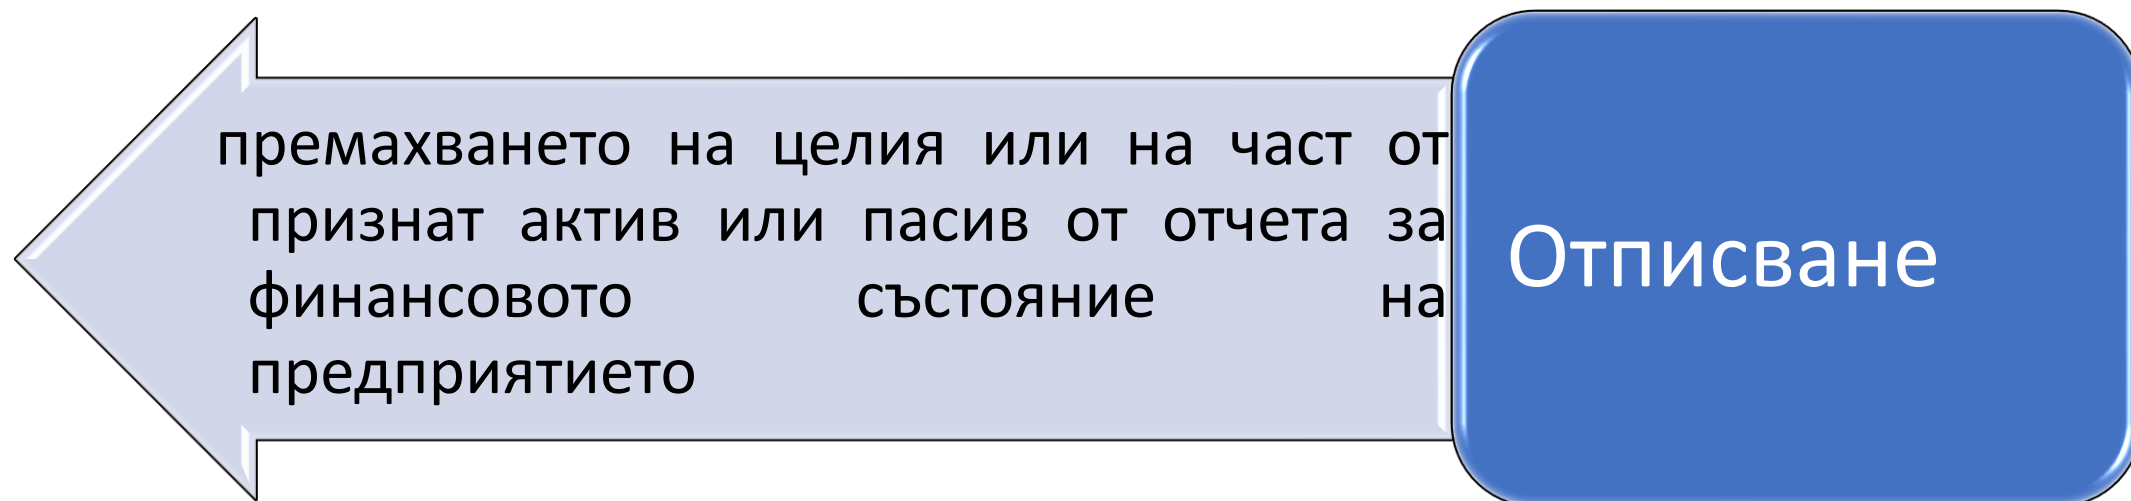 премахването на целия или на част от
признат актив или пасив от отчета за
финансовото състояние на
предприятието
Отписване